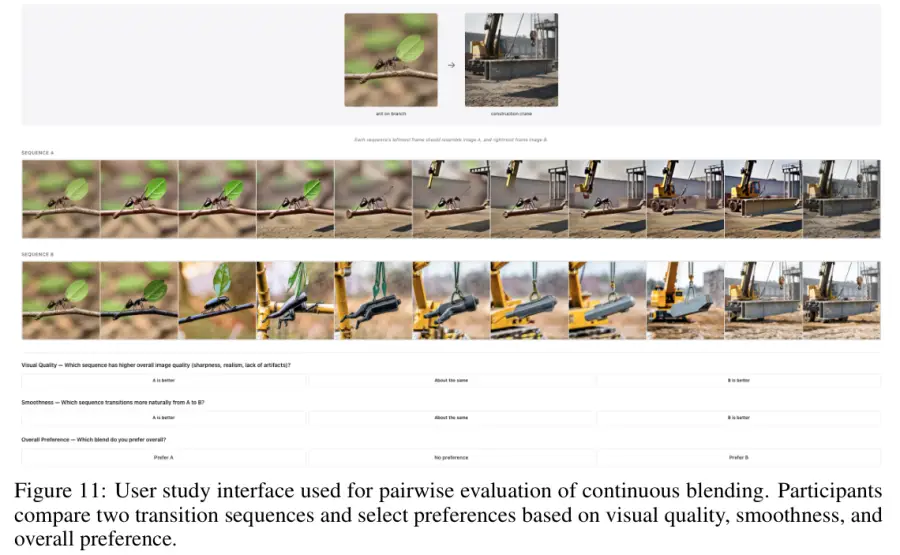 ant on branch
→
construction crane
Each sequence's leftmost frame should resemble image A, and rightmost frame image B
SEQUENCE A
SEQUENCE B
Visual Quality — Which sequence has higher overall image quality (sharpness, realism, lack of artifacts)?
A is better
About the same
B is better
Smoothness — Which sequence transitions more naturally from A to B?
A is better
About the same
B is better
Overall Preference — Which blend do you prefer overall?
Prefer A
No preference
Prefer B
Figure 11: User study interface used for pairwise evaluation of continuous blending. Participants
compare two transition sequences and select preferences based on visual quality, smoothness, and
overall preference.